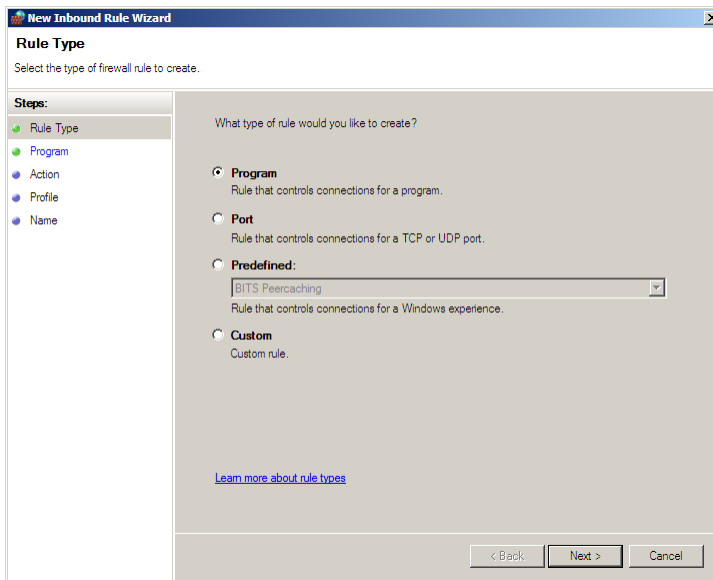 New Inbound Rule Wizard
Rule Type
Select the type of firewall rule to create.
Steps:
Rule Type
Program
Action
Profile
Name
What type of rule would you like to create?
Program
Rule that controls connections for a program.
Port
Rule that controls connections for a TCP or UDP port.
Predefined:
BITS Peercaching
Rule that controls connections for a Windows experience.
Custom
Custom rule.
Learn more about rule types
< Back
Next >
Cancel